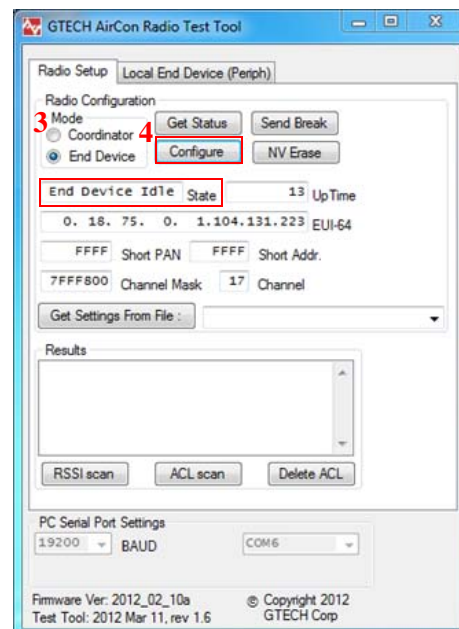 GTECH AirCon Radio Test Tool
Radio Setup Local End Device (Periph)
Radio Configuration
3 Mode
Coordinator
End Device
4
Get Status Send Break
Configure NV Erase
End Device Idle State 13 UpTime
0. 18. 75. 0. 1.104.131.223 EUI-64
FFFF Short PAN FFFF Short Addr.
7FFF800 Channel Mask 17 Channel
Get Settings From File :
Results
RSSI scan ACL scan Delete ACL
PC Serial Port Settings
19200 BAUD COM6
Firmware Ver: 2012_02_10a © Copyright 2012
Test Tool: 2012 Mar 11, rev 1.6 GTECH Corp